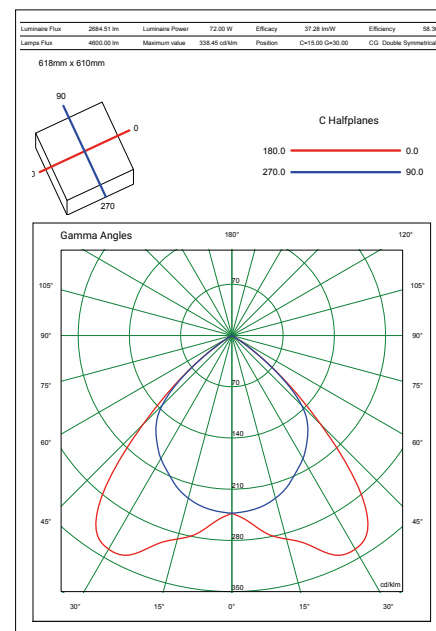 Luminaire Flux 2684.51 lm Luminaire Power 72.00 W Efficacy 37.28 lm/W Efficiency 58.3
Lamps Flux 4600.00 lm Maximum value 338.45 cd/klm Position C=15.00 G=30.00 CG Double Symmetrical
618mm x 610mm
90
0
270
C Halfplanes
180.0 0.0
270.0 90.0
Gamma Angles 180° 120°
105° 70 105°
90° 90°
75° 70 75°
60° 140 60°
45° 210 45°
280
350 cd/klm
30° 15° 0° 15° 30°